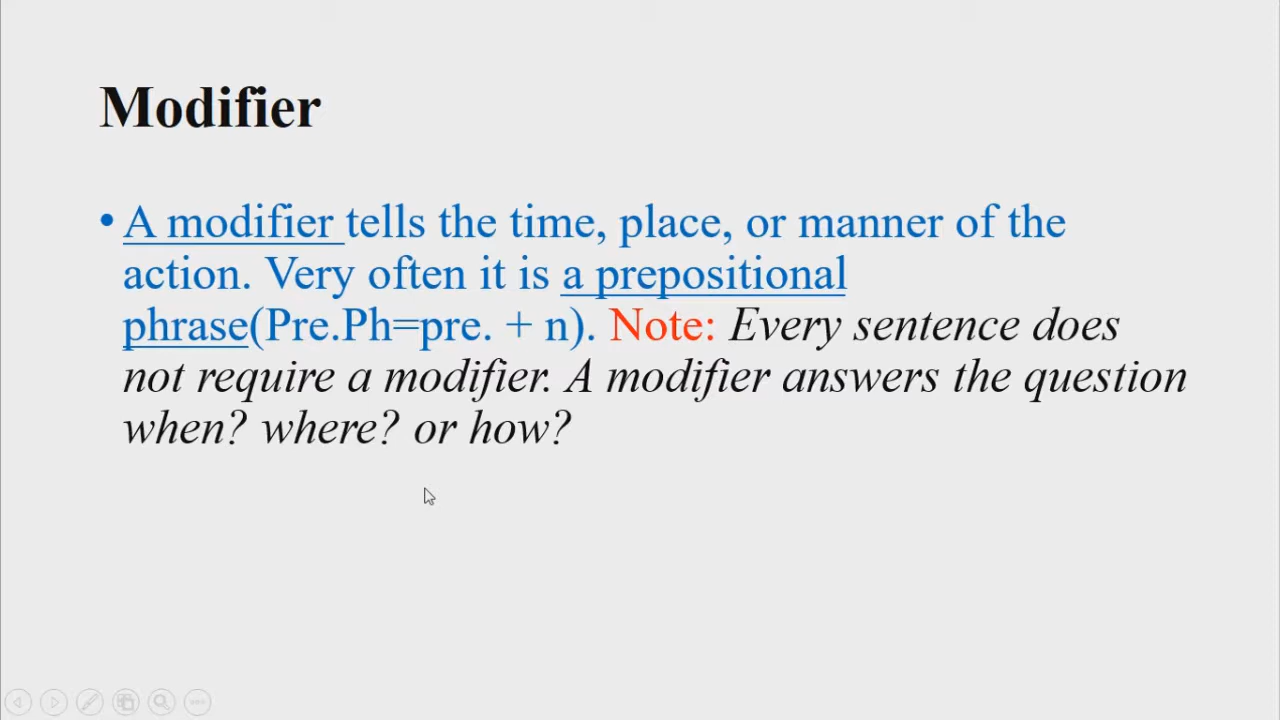 Modifier
• A modifier tells the time, place, or manner of the
action. Very often it is a prepositional
phrase(Pre.Ph=pre. + n). Note: Every sentence does
not require a modifier. A modifier answers the question
when? where? or how?